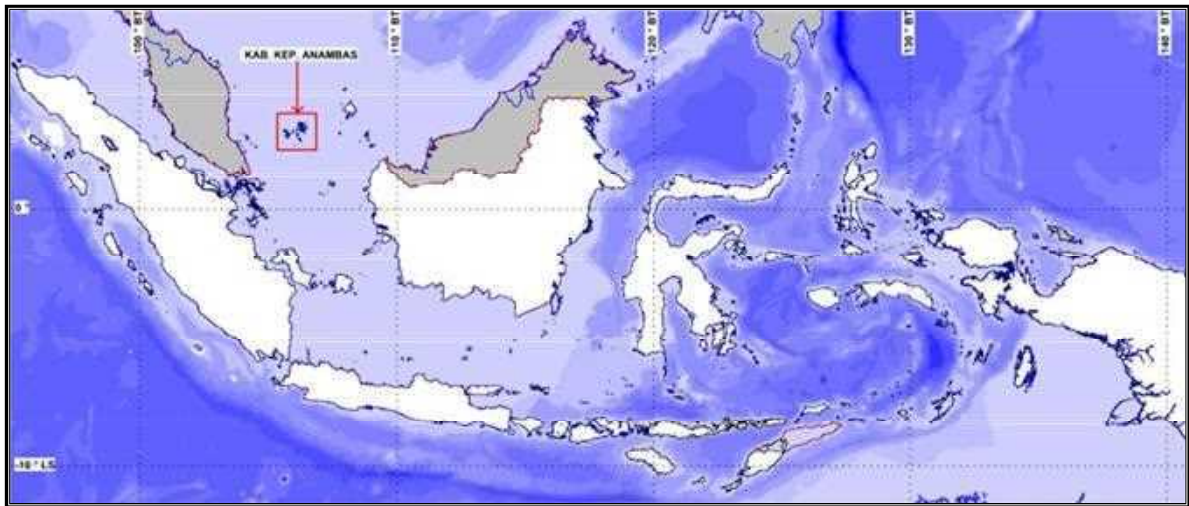 100 ° BT
110 ° BT
120 ° BT
130 ° BT
140 ° BT
KAB KEP ANAMBAS
0 °
-10 ° LS